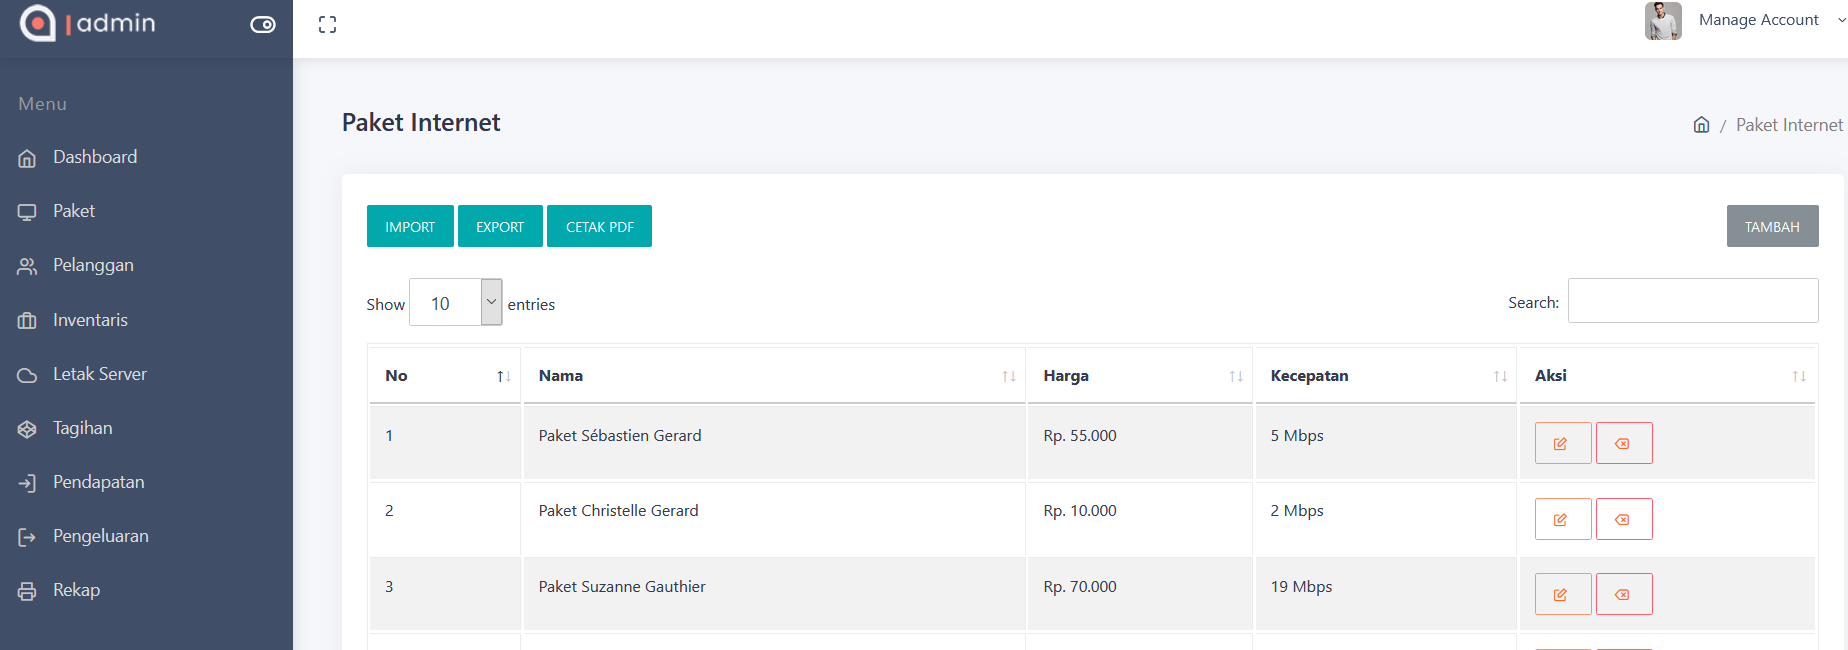 admin
Manage Account
Menu
Dashboard
Paket
Pelanggan
Inventaris
Letak Server
Tagihan
Pendapatan
Pengeluaran
Rekap
Paket Internet
/ Paket Internet
IMPORT EXPORT CETAK PDF TAMBAH
Show 10 entries Search:
No Nama Harga Kecepatan Aksi
1 Paket Sébastien Gerard Rp. 55.000 5 Mbps
2 Paket Christelle Gerard Rp. 10.000 2 Mbps
3 Paket Suzanne Gauthier Rp. 70.000 19 Mbps